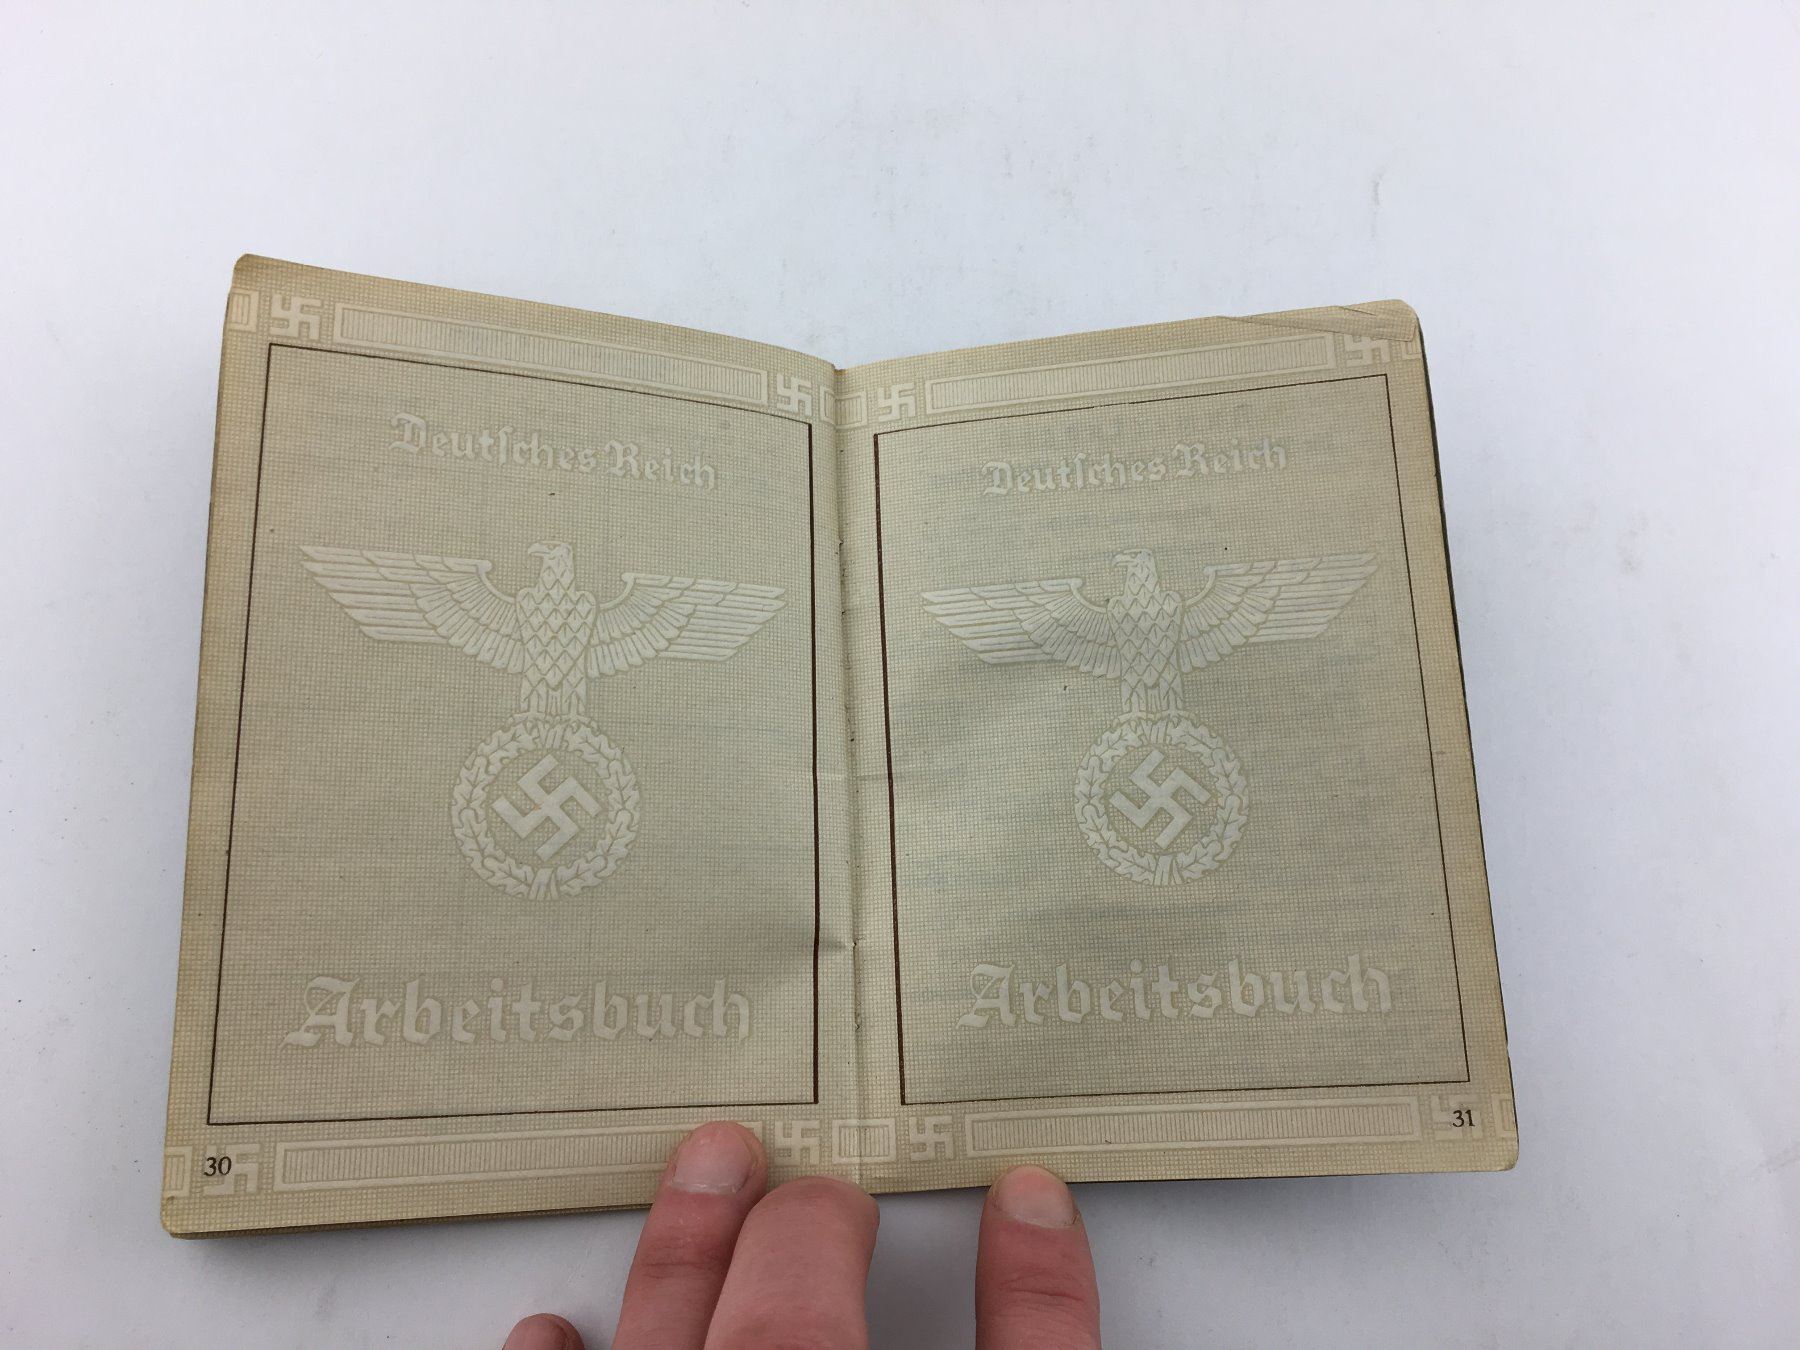 Deutsches Reich
Arbeitsbuch
30
Deutsches Reich
Arbeitsbuch
31